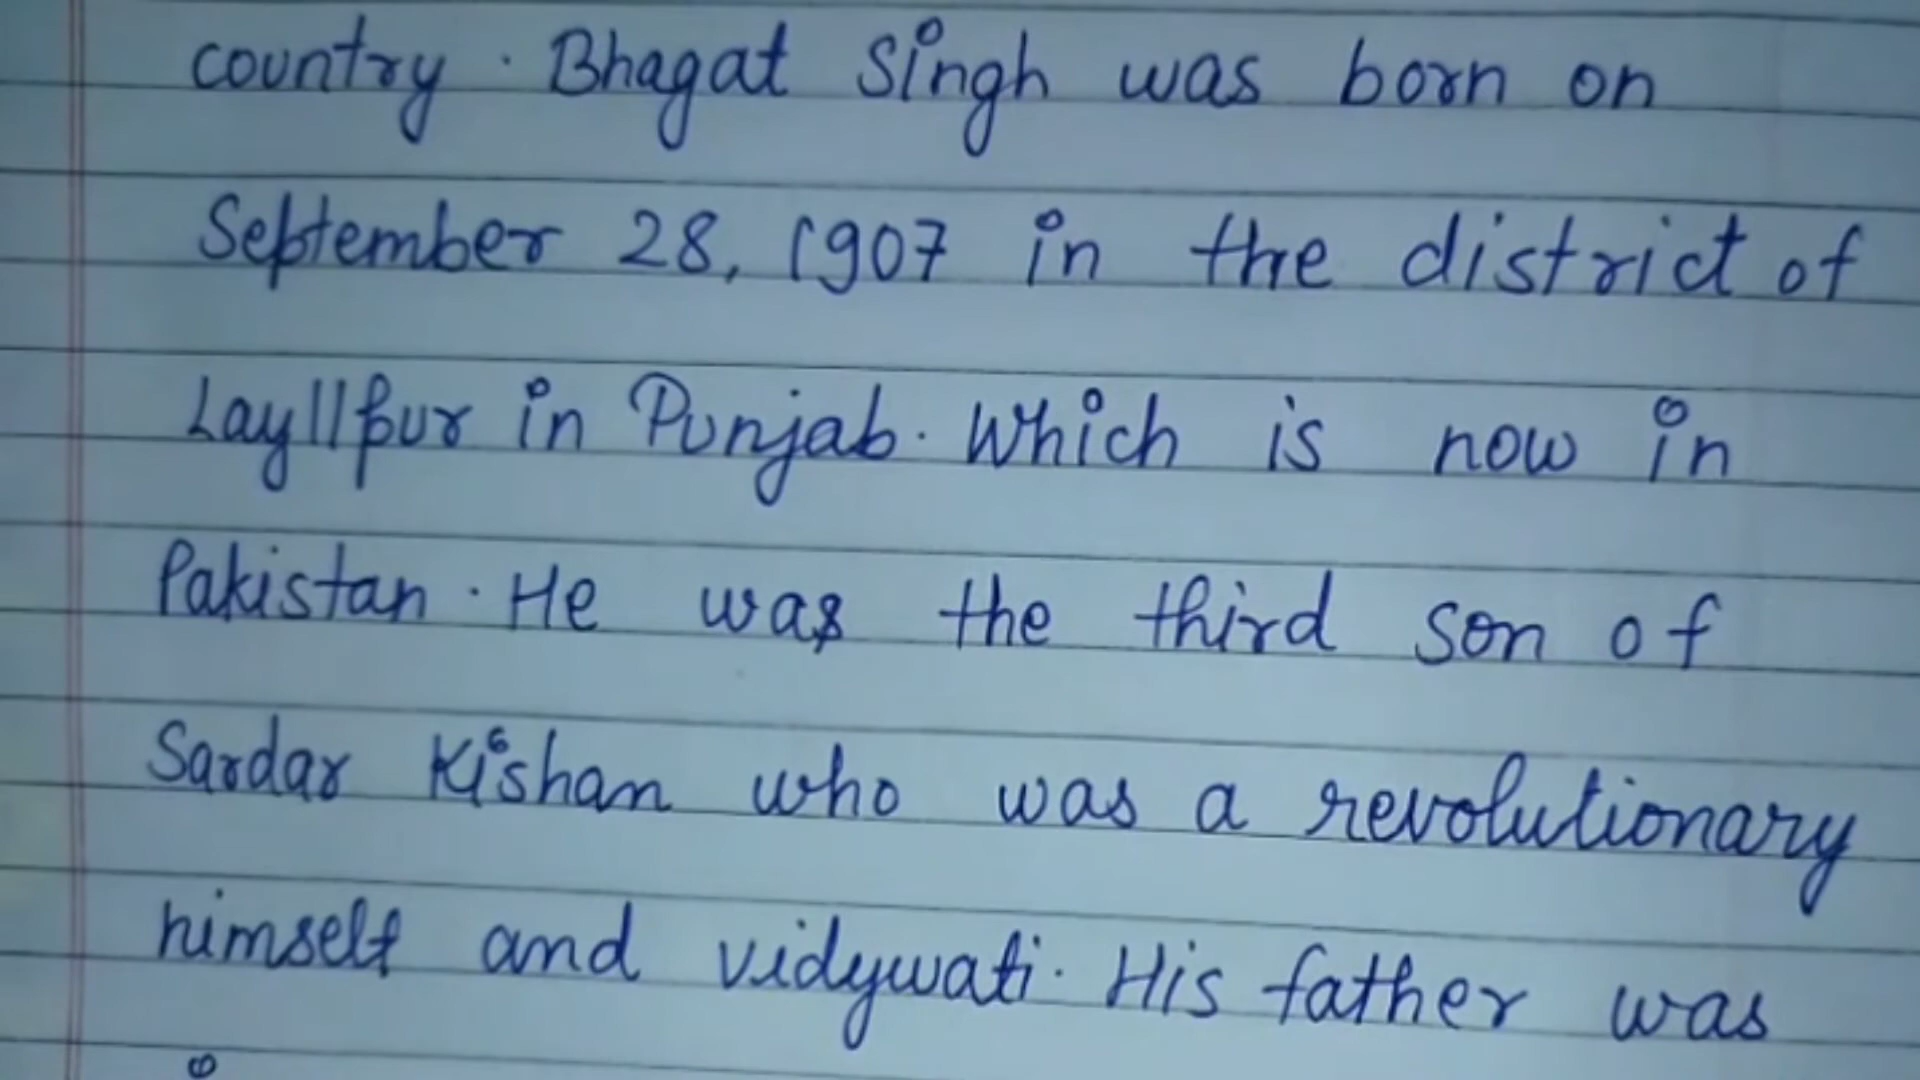 country. Bhagat Singh was born on
September 28, 1907 in the district of
Layllpur in Punjab. Which is now in
Pakistan. He was the third son of
Sardar Kishan who was a revolutionary
himself and vidywati. His father was